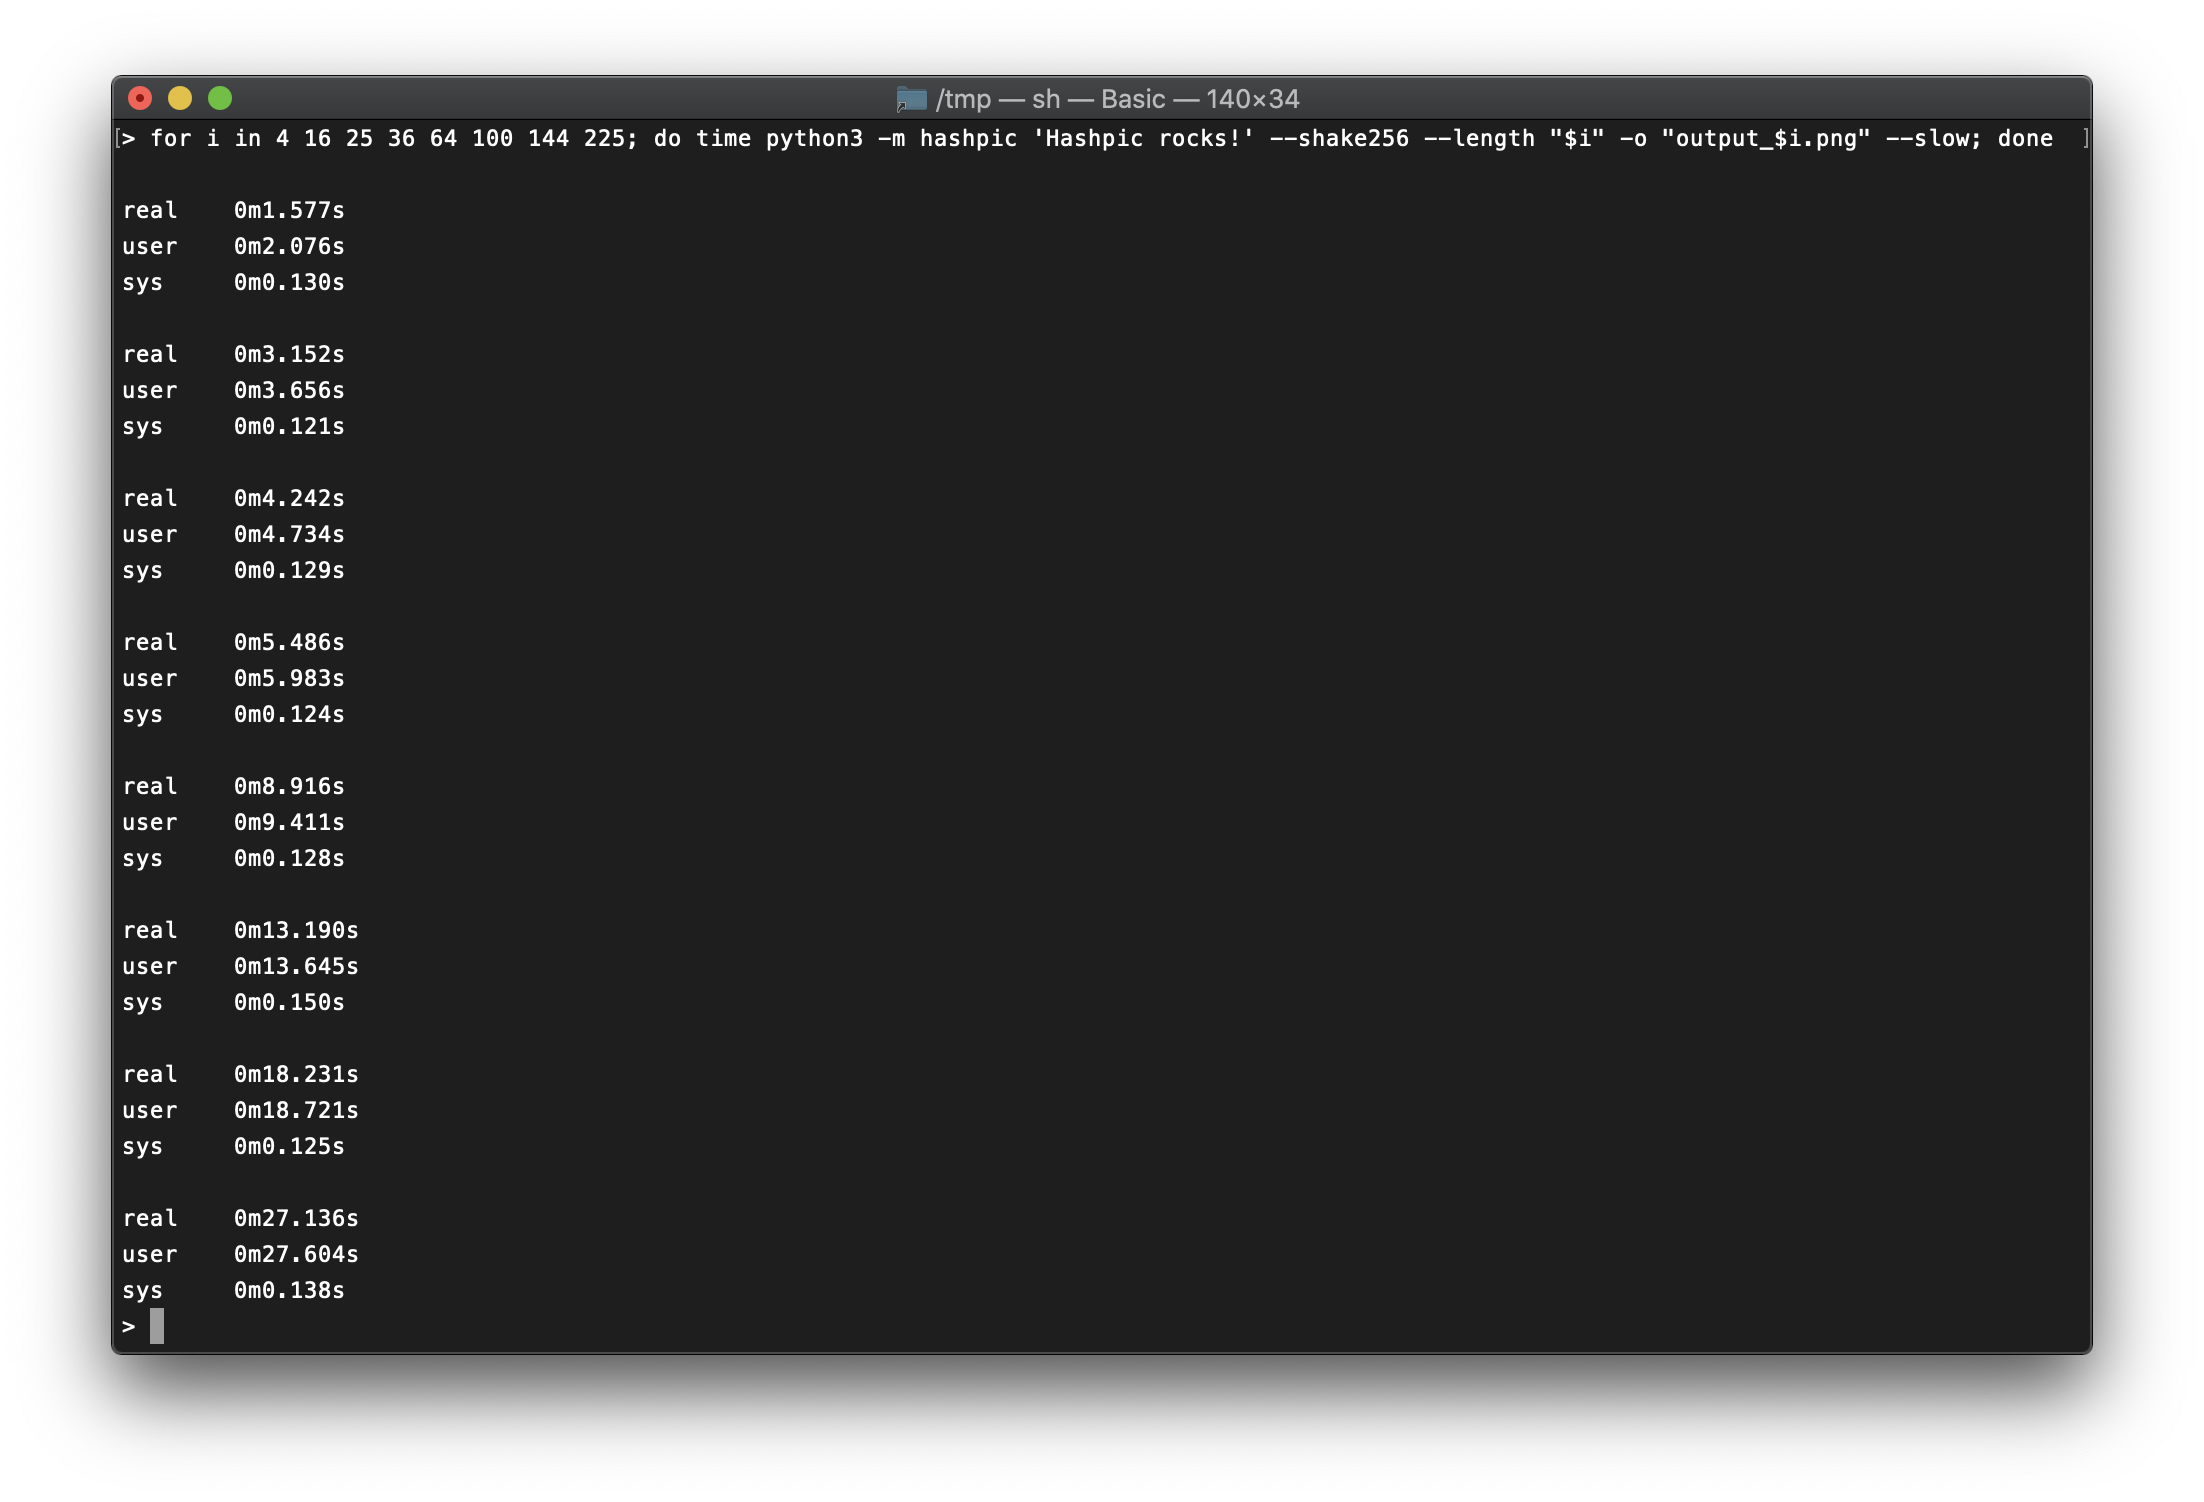 /tmp — sh — Basic — 140×34
[> for i in 4 16 25 36 64 100 144 225; do time python3 -m hashpic 'Hashpic rocks!' --shake256 --length "$i" -o "output_$i.png" --slow; done ]
real 0m1.577s
user 0m2.076s
sys 0m0.130s
real 0m3.152s
user 0m3.656s
sys 0m0.121s
real 0m4.242s
user 0m4.734s
sys 0m0.129s
real 0m5.486s
user 0m5.983s
sys 0m0.124s
real 0m8.916s
user 0m9.411s
sys 0m0.128s
real 0m13.190s
user 0m13.645s
sys 0m0.150s
real 0m18.231s
user 0m18.721s
sys 0m0.125s
real 0m27.136s
user 0m27.604s
sys 0m0.138s
>